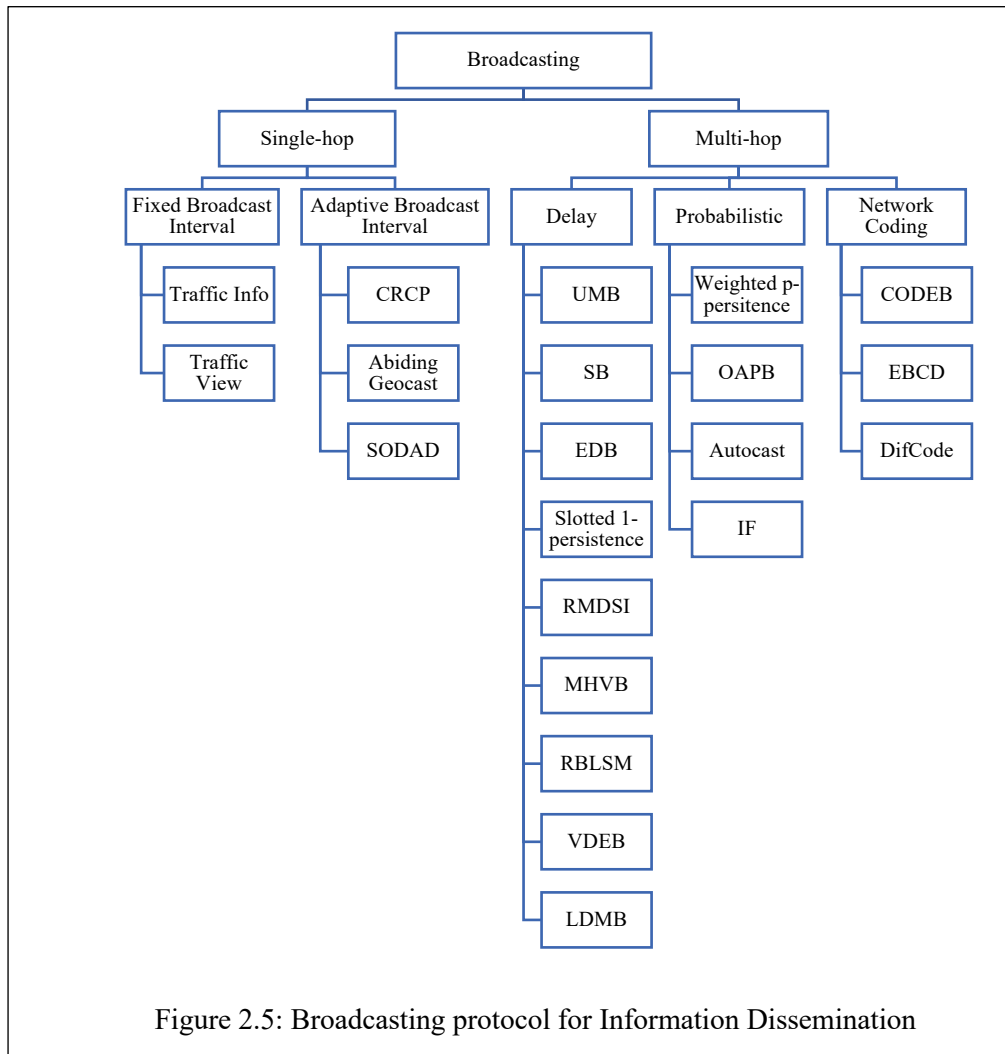 Broadcasting
Single-hop
Multi-hop
Fixed Broadcast
Interval
Adaptive Broadcast
Interval
Delay
Probabilistic
Network
Coding
Traffic Info
Traffic
View
CRCP
Abiding
Geocast
SODAD
UMB
SB
EDB
Slotted 1-
persistence
RMDSI
MHVB
RBLSM
VDEB
LDMB
Weighted p-
persitence
OAPB
Autocast
IF
CODEB
EBCD
DifCode
Figure 2.5: Broadcasting protocol for Information Dissemination